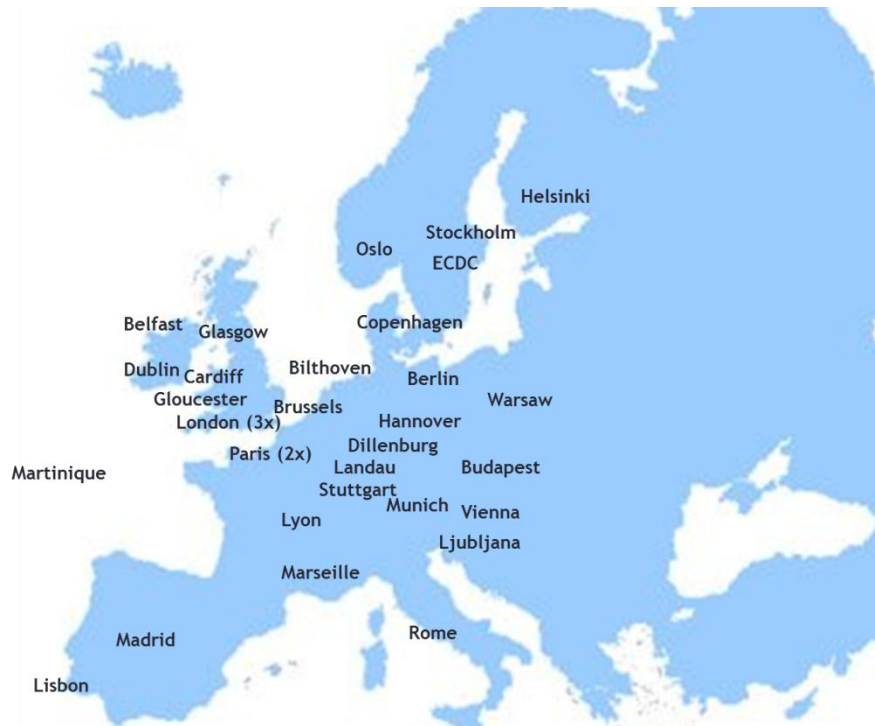 Helsinki
Stockholm
Oslo
ECDC
Belfast
Glasgow
Copenhagen
Dublin
Cardiff
Bilthoven
Berlin
Gloucester
Brussels
Warsaw
London (3x)
Hannover
Paris (2x)
Dillenburg
Martinique
Landau
Budapest
Stuttgart
Munich
Vienna
Lyon
Ljubljana
Marseille
Madrid
Rome
Lisbon